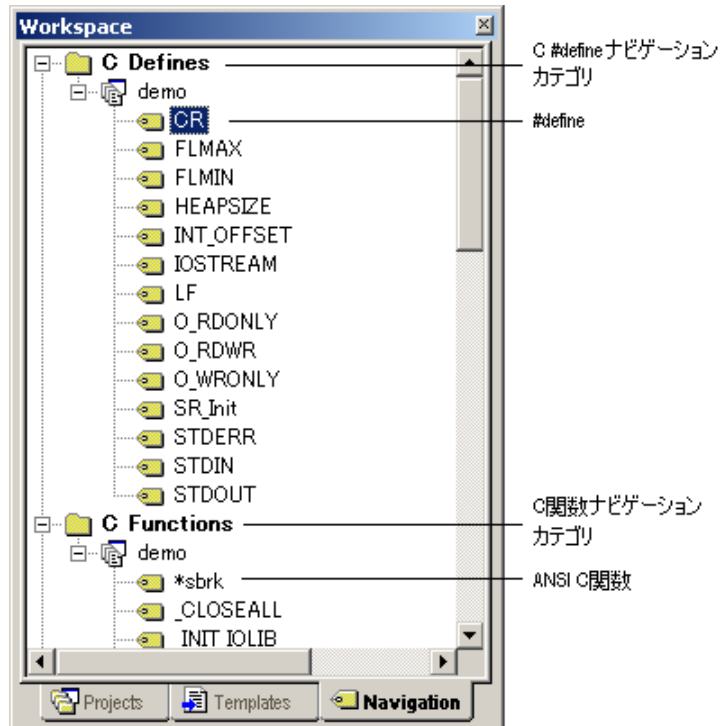 Workspace
C Defines
C #defineナビゲーション
カテゴリ
demo
CR
#define
FLMAX
FLMIN
HEAPSIZE
INT_OFFSET
IOSTREAM
LF
O_RDONLY
O_RDWR
O_WRONLY
SR_Init
STDERR
STDIN
STDOUT
C Functions
C関数ナビゲーション
カテゴリ
demo
*sbrk
ANSI C関数
_CLOSEALL
_INIT_IOLIB
Projects
Templates
Navigation